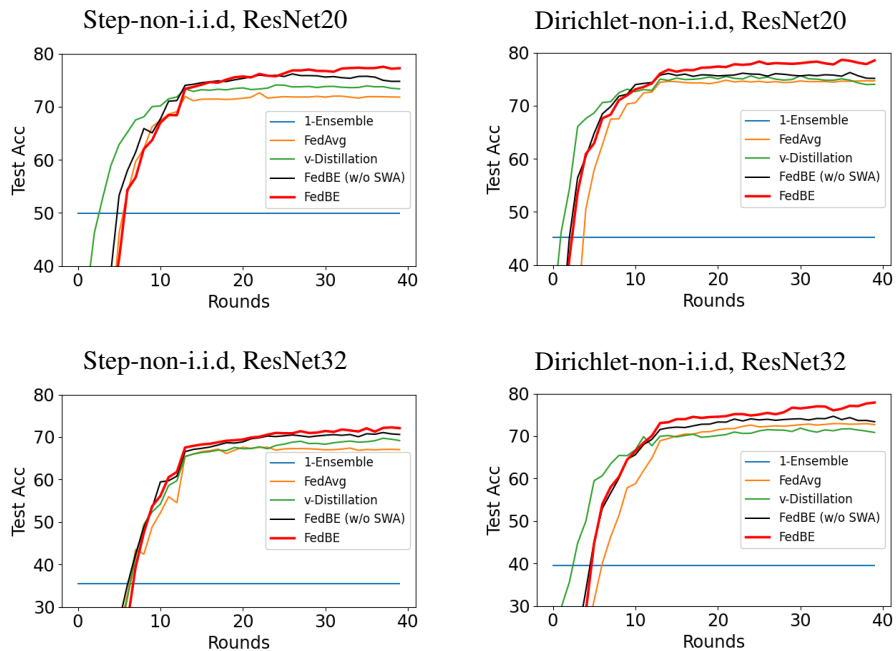 Step-non-i.i.d, ResNet20
80
70
60
50
40
Test Acc
0
10
20
30
40
Rounds
1-Ensemble
FedAvg
v-Distillation
FedBE (w/o SWA)
FedBE
Dirichlet-non-i.i.d, ResNet20
80
70
60
50
40
Test Acc
0
10
20
30
40
Rounds
1-Ensemble
FedAvg
v-Distillation
FedBE (w/o SWA)
FedBE
Step-non-i.i.d, ResNet32
80
70
60
50
40
30
Test Acc
0
10
20
30
40
Rounds
1-Ensemble
FedAvg
v-Distillation
FedBE (w/o SWA)
FedBE
Dirichlet-non-i.i.d, ResNet32
80
70
60
50
40
30
Test Acc
0
10
20
30
40
Rounds
1-Ensemble
FedAvg
v-Distillation
FedBE (w/o SWA)
FedBE